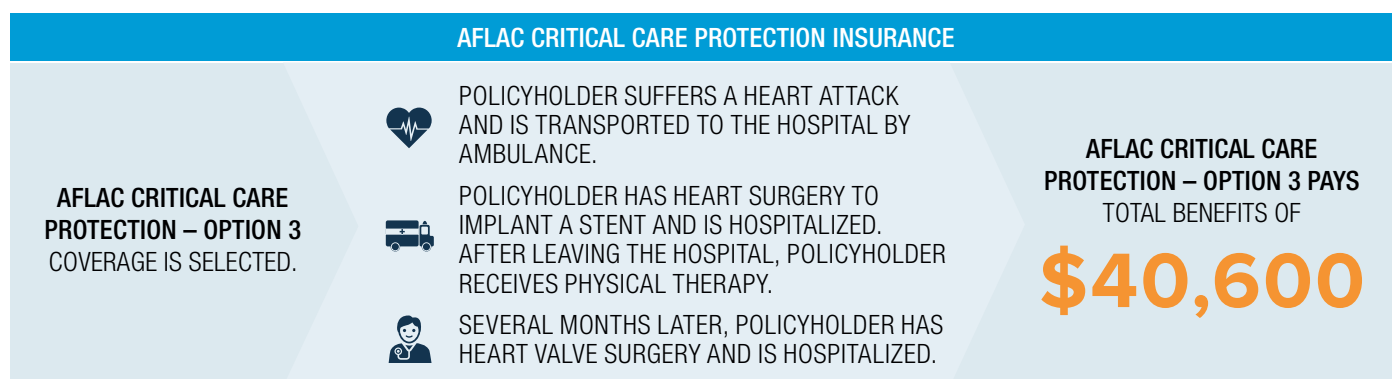 AFLAC CRITICAL CARE PROTECTION INSURANCE
AFLAC CRITICAL CARE
PROTECTION – OPTION 3
COVERAGE IS SELECTED.
POLICYHOLDER SUFFERS A HEART ATTACK
AND IS TRANSPORTED TO THE HOSPITAL BY
AMBULANCE.
POLICYHOLDER HAS HEART SURGERY TO
IMPLANT A STENT AND IS HOSPITALIZED.
AFTER LEAVING THE HOSPITAL, POLICYHOLDER
RECEIVES PHYSICAL THERAPY.
SEVERAL MONTHS LATER, POLICYHOLDER HAS
HEART VALVE SURGERY AND IS HOSPITALIZED.
AFLAC CRITICAL CARE
PROTECTION – OPTION 3 PAYS
TOTAL BENEFITS OF
$40,600